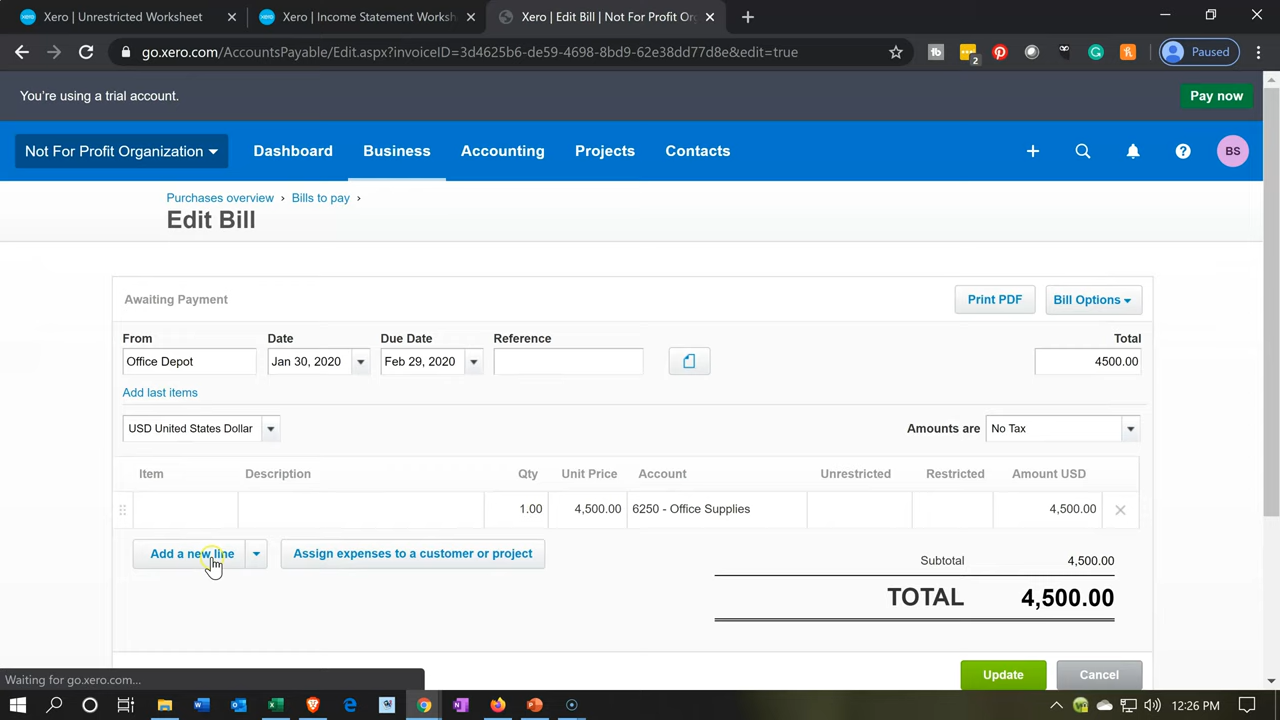 Xero | Unrestricted Worksheet
Xero | Income Statement Worksh
Xero | Edit Bill | Not For Profit Org
go.xero.com/AccountsPayable/Edit.aspx?invoiceID=3d4625b6-de59-4698-8bd9-62e38dd77d8e&edit=true
2
Paused
You're using a trial account.
Pay now
Not For Profit Organization
Dashboard
Business
Accounting
Projects
Contacts
BS
Purchases overview › Bills to pay ›
Edit Bill
Awaiting Payment
Print PDF
Bill Options
From
Date
Due Date
Reference
Total
Office Depot
Jan 30, 2020
Feb 29, 2020
4500.00
Add last items
USD United States Dollar
Amounts are
No Tax
Item
Description
Qty
Unit Price
Account
Unrestricted
Restricted
Amount USD
1.00
4,500.00
6250 - Office Supplies
4,500.00
Add a new line
Assign expenses to a customer or project
Subtotal
4,500.00
TOTAL
4,500.00
Update
Cancel
Waiting for go.xero.com...
12:26 PM